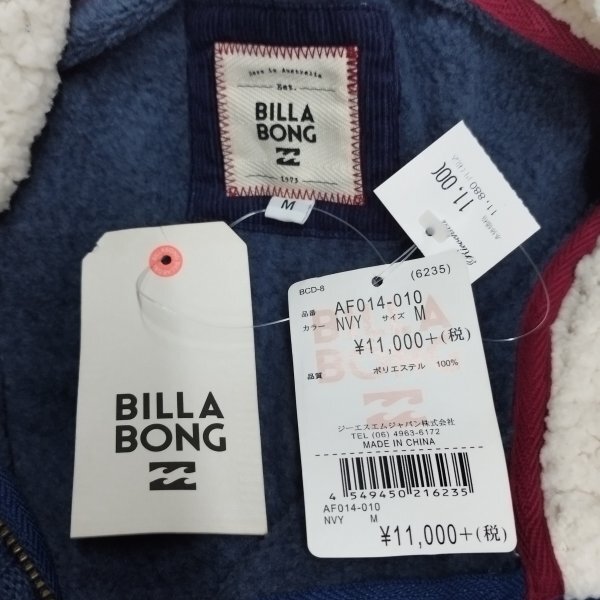 Born in Australia
Est.
BILLA
BONG
1973
M
11,00
11,880
BILLA
BONG
BCD-8
(6235)
品番 AF014-010
カラー NVY サイズ M
¥11,000+(税)
品質 ポリエステル 100%
ジーエスエムジャパン株式会社
TEL (06) 4963-6172
MADE IN CHINA
4 549450 216235
AF014-010
NVY M
¥11,000+(税)